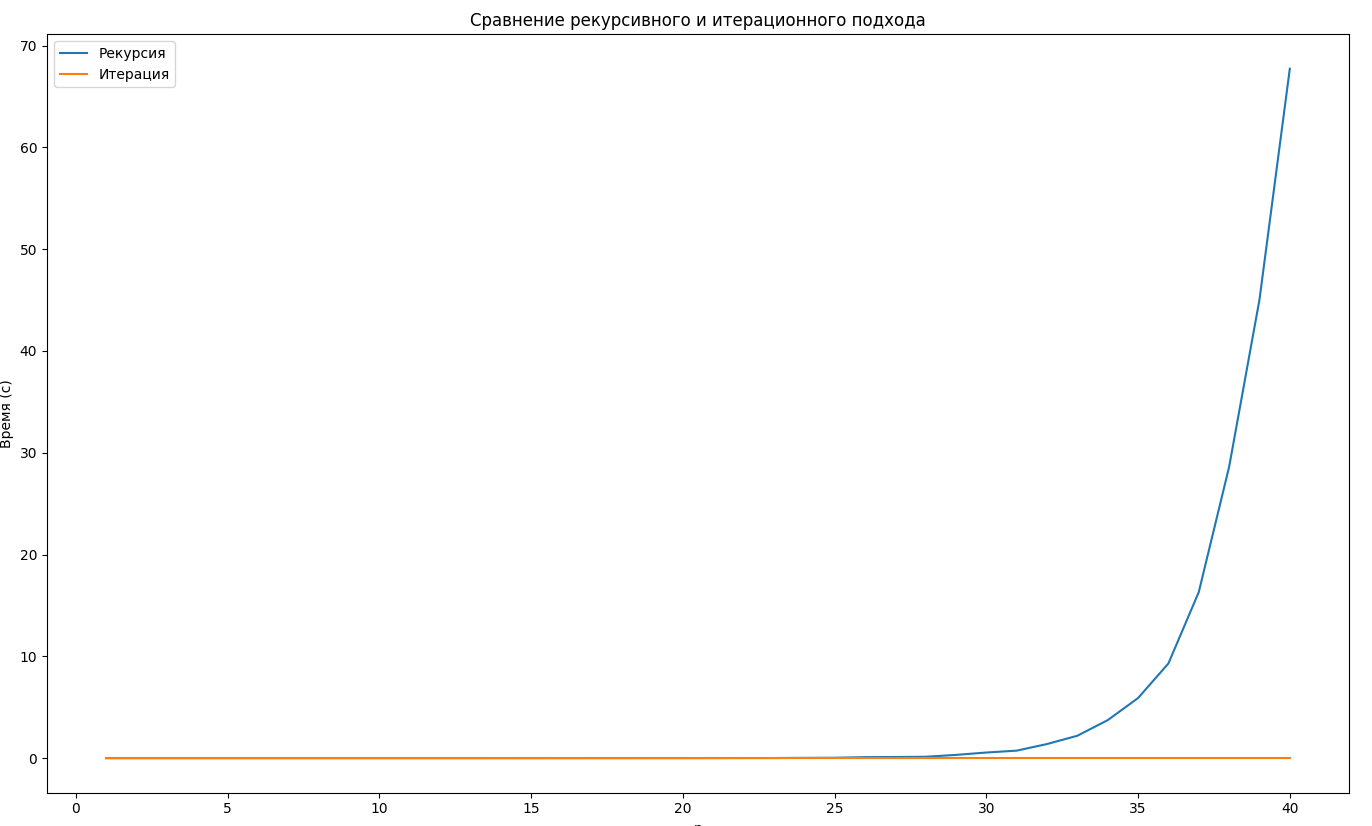 Сравнение рекурсивного и итерационного подхода
Рекурсия
Итерация
Время (с)
70
60
50
40
30
20
10
0
0 5 10 15 20 25 30 35 40